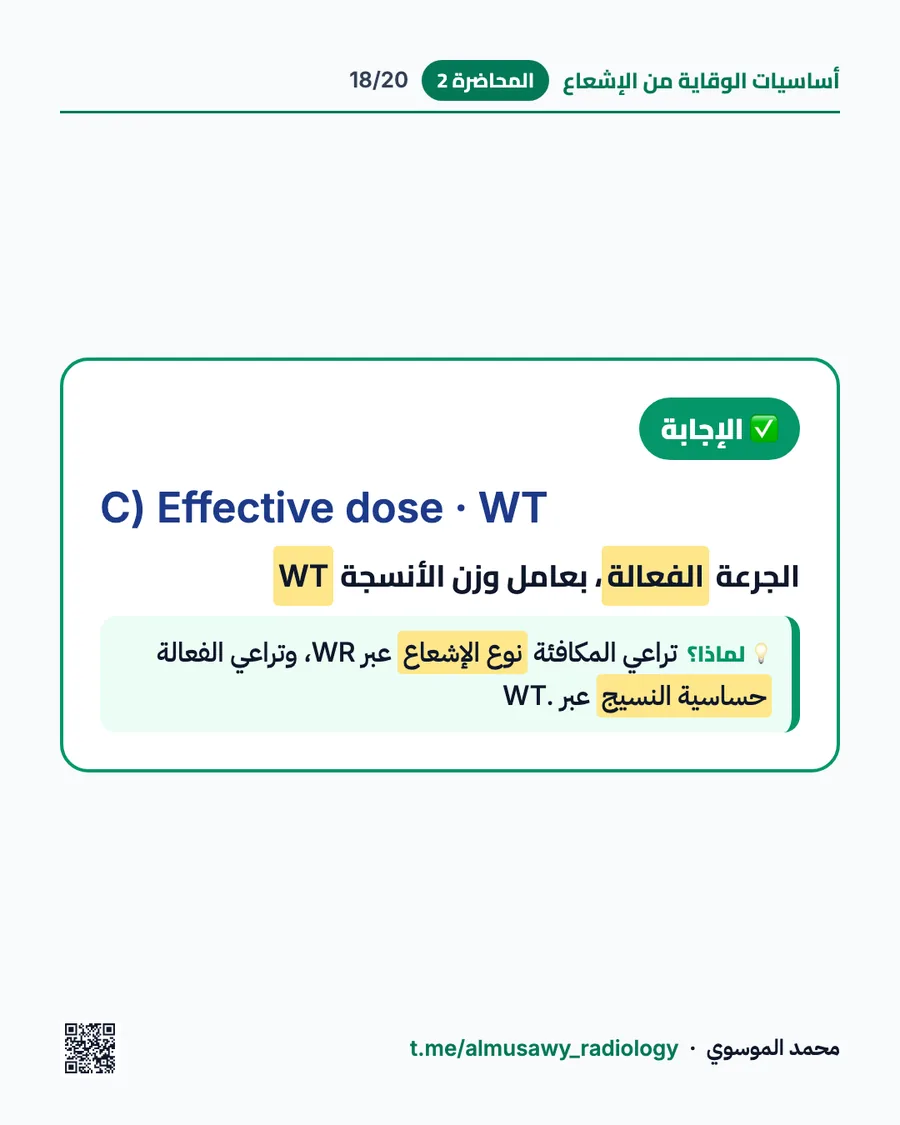 أساسيات الوقاية من الإشعاع المحاضرة 2 18/20
✅ الإجابة
C) Effective dose · WT
الجرعة الفعالة، بعامل وزن الأنسجة WT
💡 لماذا؟ تراعي المكافئة نوع الإشعاع عبر WR، وتراعي الفعالة
حساسية النسيج عبر .WT
محمد الموسوي · t.me/almusawy_radiology